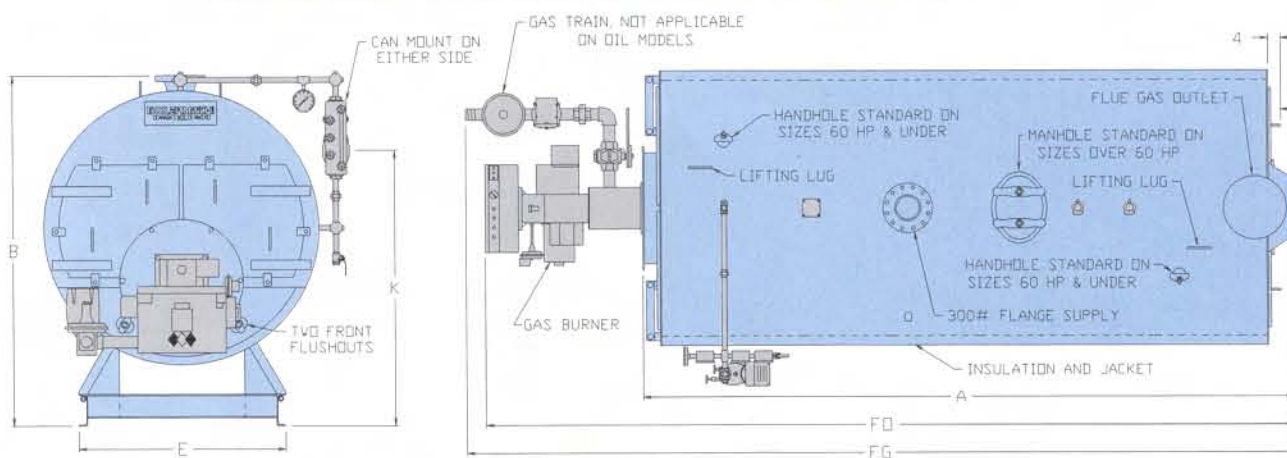 GAS TRAIN, NOT APPLICABLE
ON OIL MODELS
CAN MOUNT ON
EITHER SIDE
4
FLUE GAS OUTLET
HANDHOLE STANDARD ON
SIZES 60 HP & UNDER
MANHOLE STANDARD ON
SIZES OVER 60 HP
LIFTING LUG
LIFTING LUG
B
K
HANDHOLE STANDARD ON
SIZES 60 HP & UNDER
GAS BURNER
300# FLANGE SUPPLY
TWO FRONT
FLUSHOUTS
INSULATION AND JACKET
A
FO
E
FG